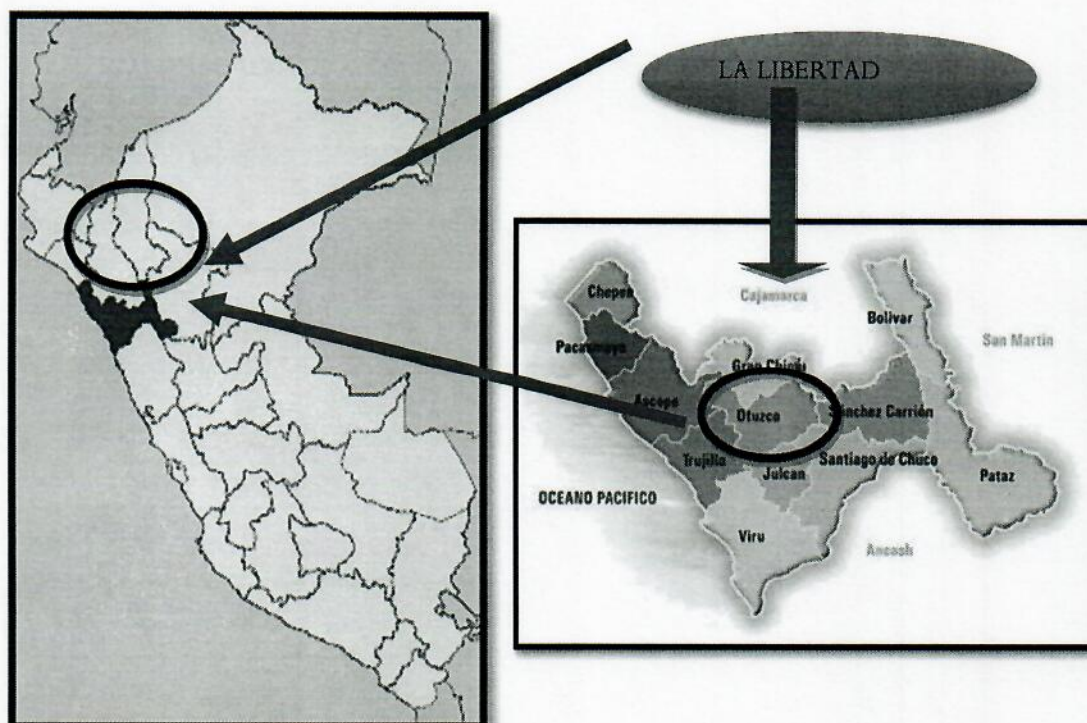 LA LIBERTAD
Chepen
Cajamarca
Bolivar
San Martin
Pacasmayo
Gran Chimú
Ascope
Otuzco
Sánchez Carrión
Trujillo
Julcan
Santiago de Chuco
Pataz
OCEANO PACIFICO
Viru
Ancash